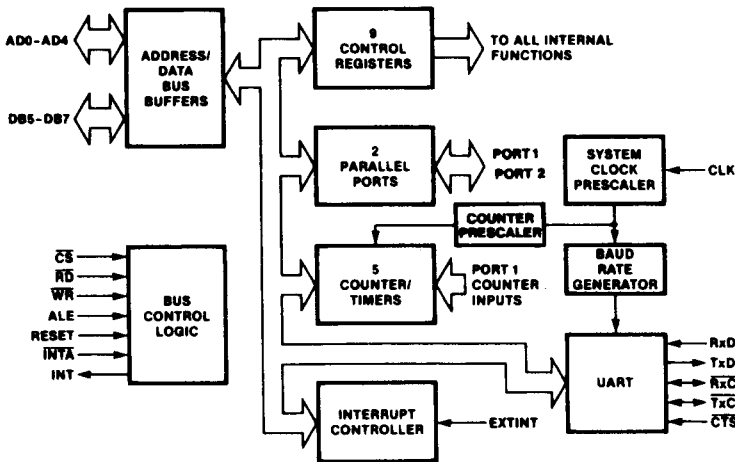 AD0-AD4
ADDRESS/
DATA
BUS
BUFFERS
DB5-DB7
9
CONTROL
REGISTERS
TO ALL INTERNAL
FUNCTIONS
2
PARALLEL
PORTS
PORT 1
PORT 2
SYSTEM
CLOCK
PRESCALER
CLK
COUNTER
PRESCALER
5
COUNTER/
TIMERS
PORT 1
COUNTER
INPUTS
BAUD
RATE
GENERATOR
CS
RD
WR
ALE
RESET
INTA
INT
BUS
CONTROL
LOGIC
UART
RxD
TxD
RxC
TxC
CTS
INTERRUPT
CONTROLLER
EXTINT